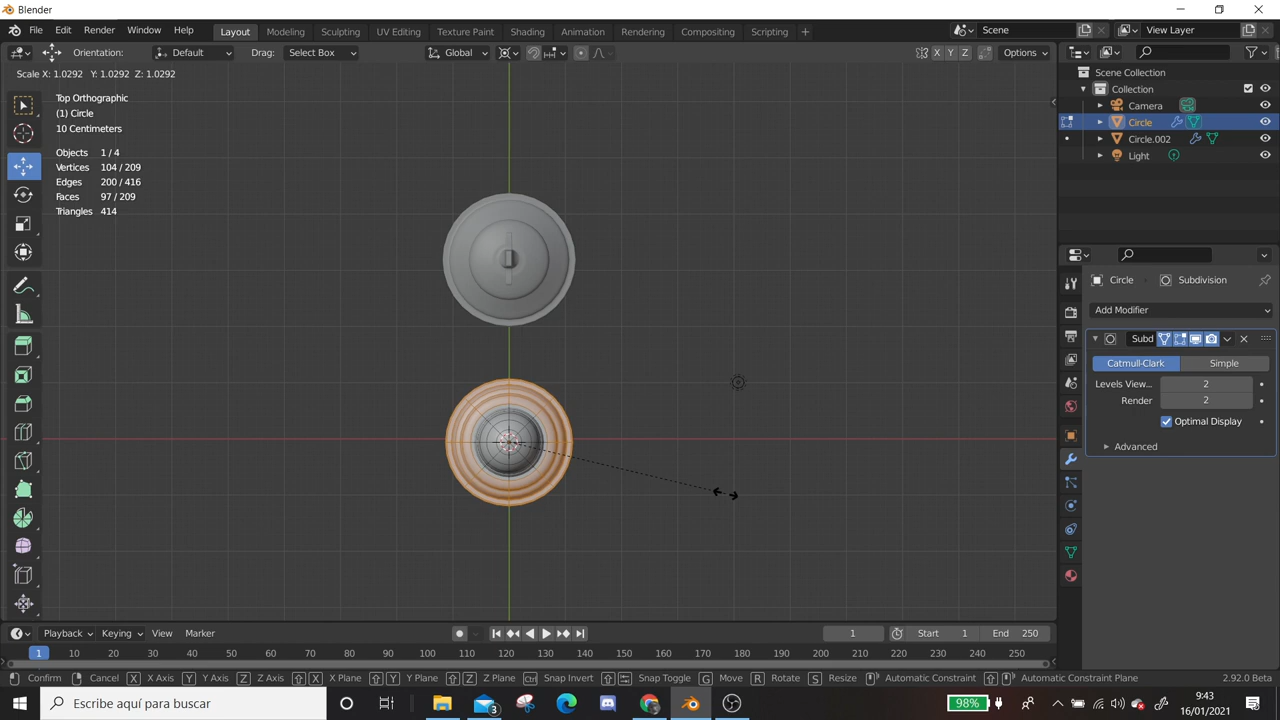 Blender
File Edit Render Window Help Layout Modeling Sculpting UV Editing Texture Paint Shading Animation Rendering Compositing Scripting + Scene View Layer
Orientation: Default Drag: Select Box Global X Y Z Options
Scale X: 1.0292 Y: 1.0292 Z: 1.0292
Top Orthographic
(1) Circle
10 Centimeters
Objects 1 / 4
Vertices 104 / 209
Edges 200 / 416
Faces 97 / 209
Triangles 414
Scene Collection
Collection
Camera
Circle
Circle.002
Light
Circle Subdivision
Add Modifier
Subd
Catmull-Clark Simple
Levels View... 2
Render 2
Optimal Display
Advanced
Playback Keying View Marker 1 Start 1 End 250
1 10 20 30 40 50 60 70 80 90 100 110 120 130 140 150 160 170 180 190 200 210 220 230 240 250
Confirm Cancel X X Axis Y Y Axis Z Z Axis X X Plane Y Y Plane Z Z Plane Ctrl Snap Invert Snap Toggle G Move R Rotate S Resize Automatic Constraint Automatic Constraint Plane 2.92.0 Beta
Escribe aquí para buscar 3 98% 9:43
16/01/2021 2